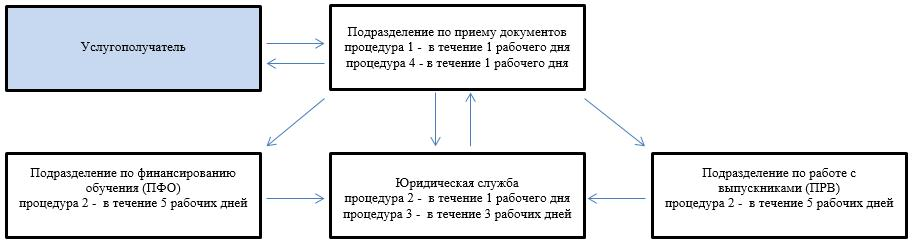 Услугополучатель
Подразделение по приему документов
процедура 1 - в течение 1 рабочего дня
процедура 4 - в течение 1 рабочего дня
Подразделение по финансированию
обучения (ПФО)
процедура 2 - в течение 5 рабочих дней
Юридическая служба
процедура 2 - в течение 1 рабочего дня
процедура 3 - в течение 3 рабочих дней
Подразделение по работе с
выпускниками (ПРВ)
процедура 2 - в течение 5 рабочих дней